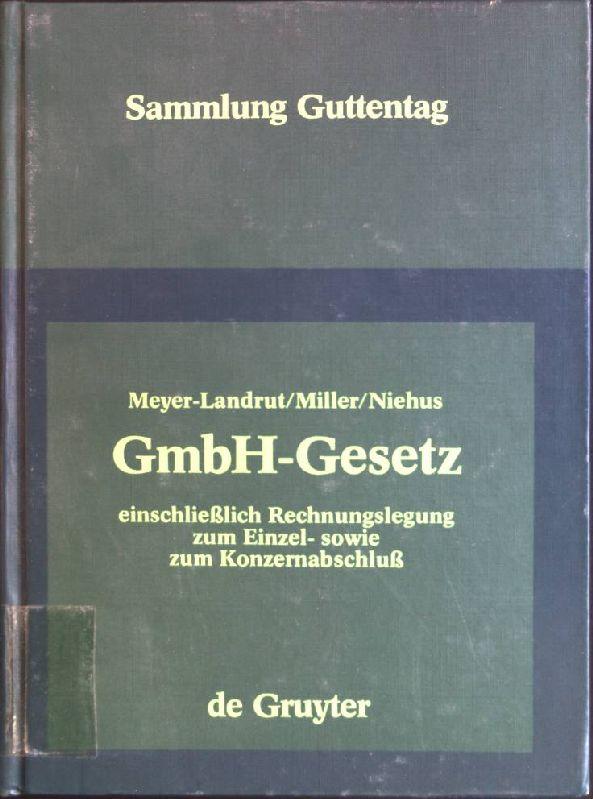 Sammlung Guttentag
Meyer-Landrut/Miller/Niehus
GmbH-Gesetz
einschließlich Rechnungslegung
zum Einzel- sowie
zum Konzernabschluß
de Gruyter